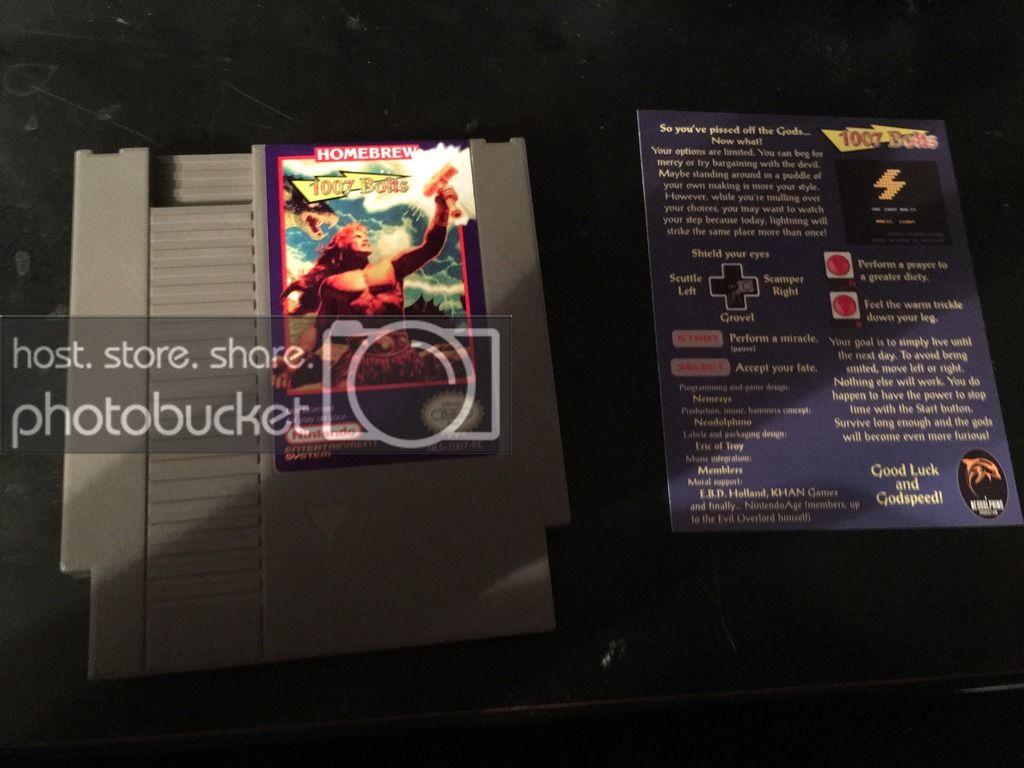 HOMEBREW
1007 Bolts
Nintendo
ENTERTAINMENT
SYSTEM
NES-1007-RE
host. store. share.
photobucket
So you've pissed off the Gods...
Now what?
Your options are limited. You can beg for
mercy or try bargaining with the devil.
Maybe standing around in a puddle of
your own making is more your style.
However, while you're mulling over
your choices, you may want to watch
your step because today, lightning will
strike the same place more than once!
1007 Bolts
Shield your eyes
Scuttle
Left
Scamper
Right
Grovel
Perform a prayer to
a greater diety.
Feel the warm trickle
down your leg.
START Perform a miracle.
(pause)
SELECT Accept your fate.
Programming and game design:
Nemesys
Production, music, hammers concept:
Neodolphino
Labels and packaging design:
Eric of Troy
Music integration:
Memblers
Moral support:
E.B.D. Holland, KHAN Games
and finally... NintendoAge (members, up
to the Evil Overlord himself)
Your goal is to simply live until
the next day. To avoid being
smited, move left or right.
Nothing else will work. You do
happen to have the power to stop
time with the Start button.
Survive long enough and the gods
will become even more furious!
Good Luck
and
Godspeed!
NEODOLPHINO